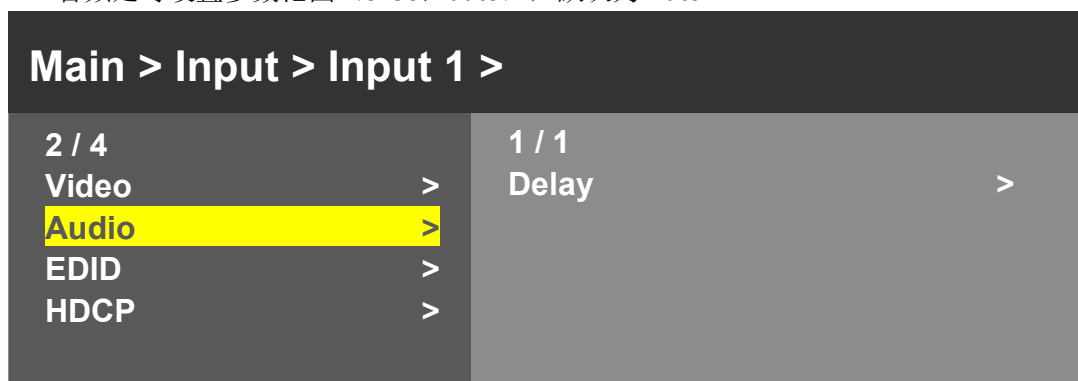 Main > Input > Input 1 >
2 / 4
Video >
Audio >
EDID >
HDCP >
1 / 1
Delay >